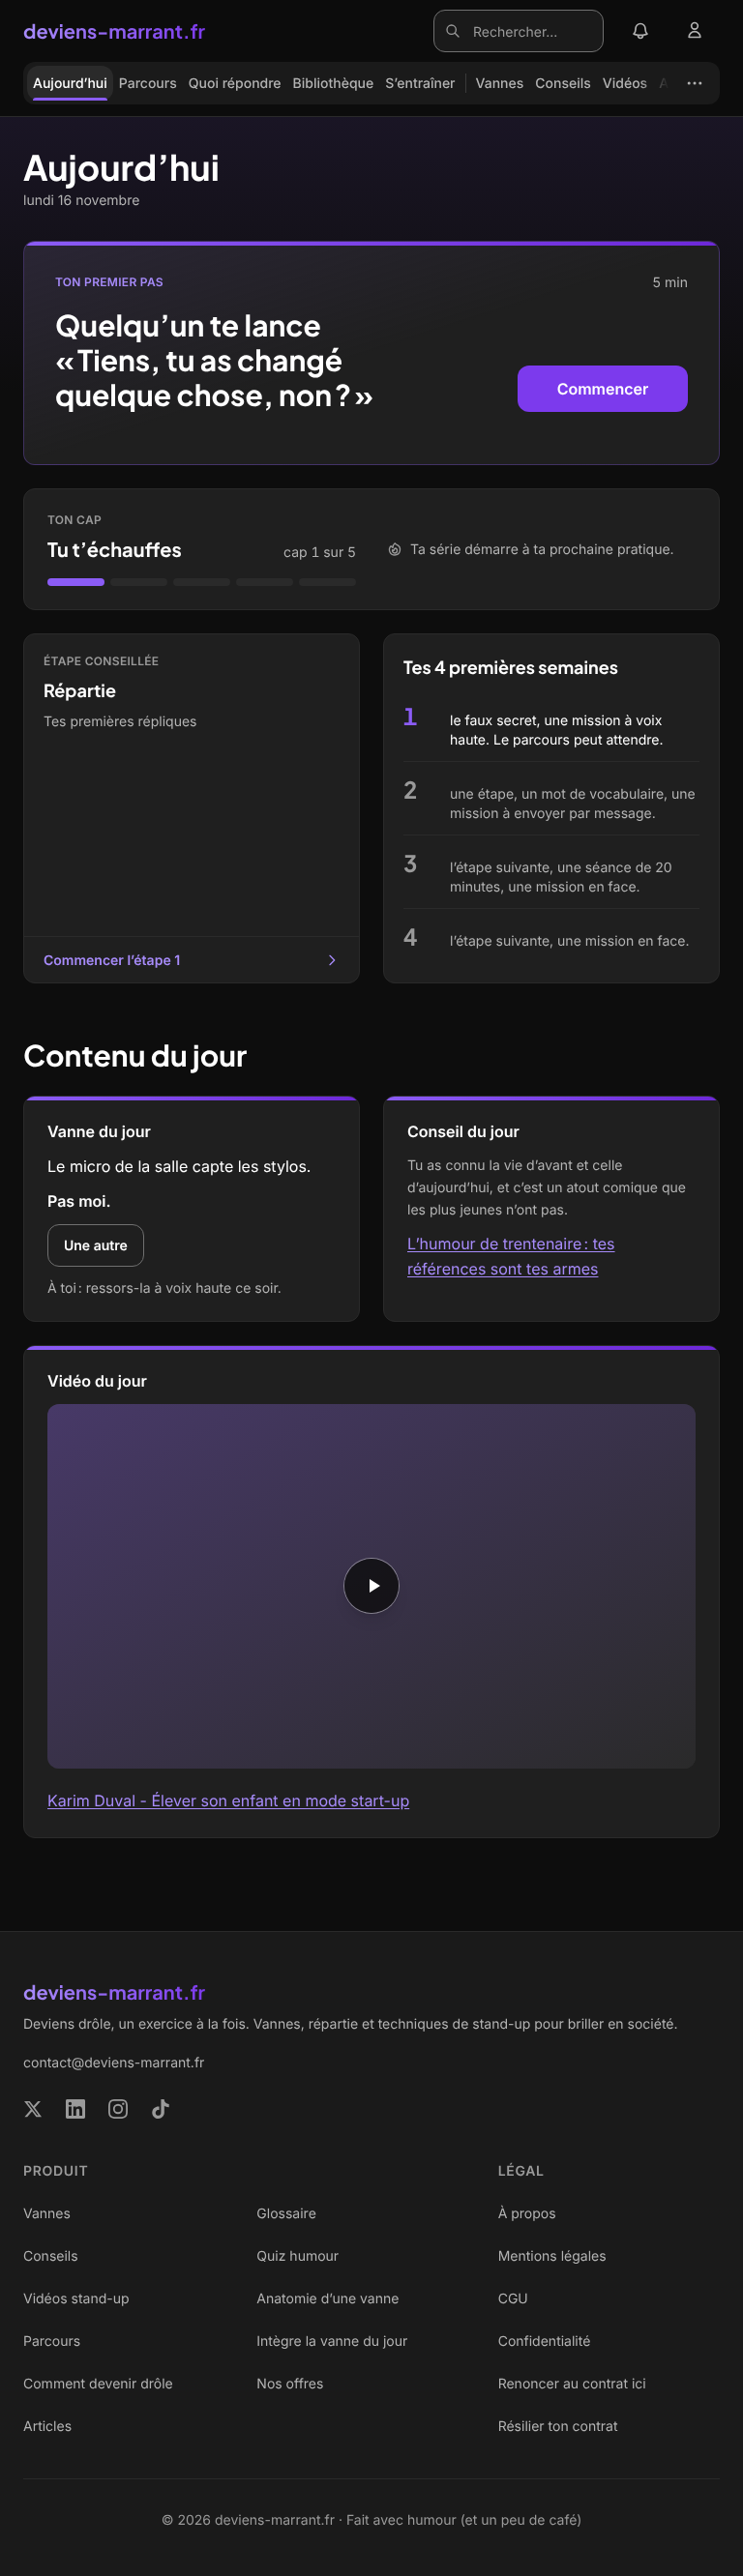 deviens-marrant.fr
Rechercher...
Aujourd’hui Parcours Quoi répondre Bibliothèque S’entraîner Vannes Conseils Vidéos
Aujourd’hui
lundi 16 novembre
TON PREMIER PAS
5 min
Quelqu’un te lance
« Tiens, tu as changé
quelque chose, non ? »
Commencer
TON CAP
Tu t’échauffes
cap 1 sur 5
Ta série démarre à ta prochaine pratique.
ÉTAPE CONSEILLÉE
Répartie
Tes premières répliques
Commencer l’étape 1
Tes 4 premières semaines
1
le faux secret, une mission à voix
haute. Le parcours peut attendre.
2
une étape, un mot de vocabulaire, une
mission à envoyer par message.
3
l’étape suivante, une séance de 20
minutes, une mission en face.
4
l’étape suivante, une mission en face.
Contenu du jour
Vanne du jour
Le micro de la salle capte les stylos.
Pas moi.
Une autre
À toi : ressors-la à voix haute ce soir.
Conseil du jour
Tu as connu la vie d’avant et celle
d’aujourd’hui, et c’est un atout comique que
les plus jeunes n’ont pas.
L’humour de trentenaire : tes
références sont tes armes
Vidéo du jour
Karim Duval - Élever son enfant en mode start-up
deviens-marrant.fr
Deviens drôle, un exercice à la fois. Vannes, répartie et techniques de stand-up pour briller en société.
contact@deviens-marrant.fr
PRODUIT
Vannes
Conseils
Vidéos stand-up
Parcours
Comment devenir drôle
Articles
Glossaire
Quiz humour
Anatomie d’une vanne
Intègre la vanne du jour
Nos offres
LÉGAL
À propos
Mentions légales
CGU
Confidentialité
Renoncer au contrat ici
Résilier ton contrat
© 2026 deviens-marrant.fr · Fait avec humour (et un peu de café)